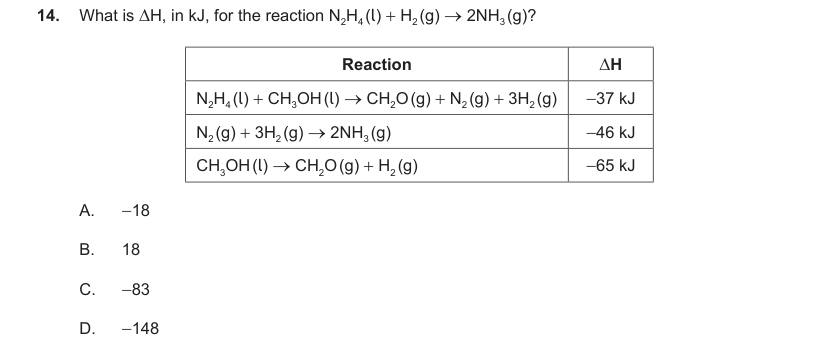 14. What is ΔH, in kJ, for the reaction N₂H₄(l) + H₂(g) → 2NH₃(g)?
Reaction ΔH
N₂H₄(l) + CH₃OH(l) → CH₂O(g) + N₂(g) + 3H₂(g) −37 kJ
N₂(g) + 3H₂(g) → 2NH₃(g) −46 kJ
CH₃OH(l) → CH₂O(g) + H₂(g) −65 kJ
A. −18
B. 18
C. −83
D. −148